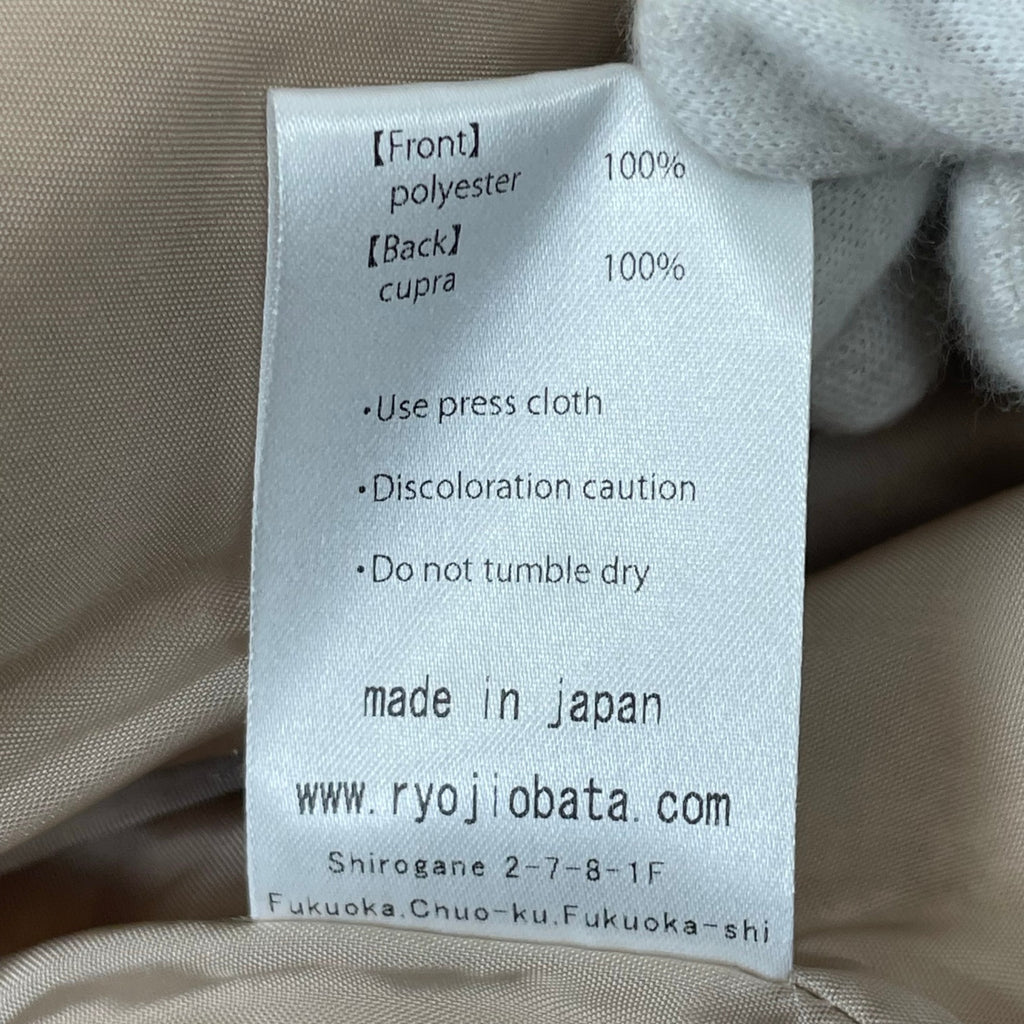 【Front】
polyester 100%
【Back】
cupra 100%
・Use press cloth
・Discoloration caution
・Do not tumble dry
made in japan
www.ryojiobata.com
Shirogane 2-7-8-1F
Fukuoka,Chuo-ku,Fukuoka-shi